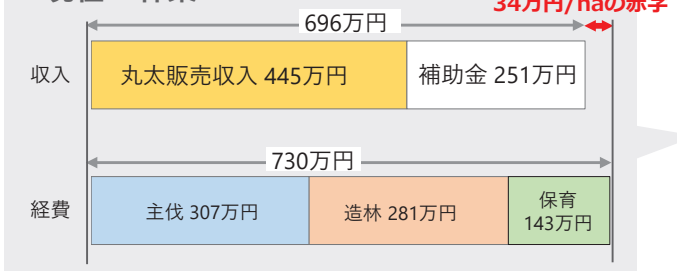 34万円/haの赤字
696万円
収入
丸太販売収入 445万円
補助金 251万円
730万円
経費
主伐 307万円
造林 281万円
保育
143万円